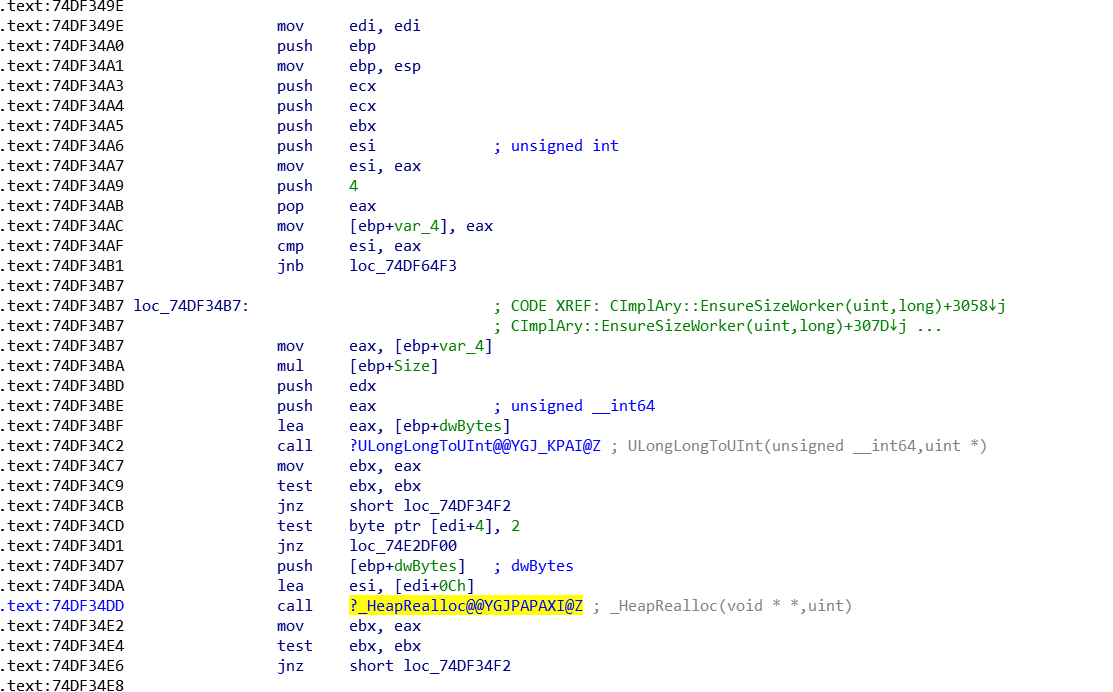 .text:74DF349E
.text:74DF349E mov edi, edi
.text:74DF34A0 push ebp
.text:74DF34A1 mov ebp, esp
.text:74DF34A3 push ecx
.text:74DF34A4 push ecx
.text:74DF34A5 push ebx
.text:74DF34A6 push esi ; unsigned int
.text:74DF34A7 mov esi, eax
.text:74DF34A9 push 4
.text:74DF34AB pop eax
.text:74DF34AC mov [ebp+var_4], eax
.text:74DF34AF cmp esi, eax
.text:74DF34B1 jnb loc_74DF64F3
.text:74DF34B7
.text:74DF34B7 loc_74DF34B7: ; CODE XREF: CImplAry::EnsureSizeWorker(uint,long)+3058↓j
.text:74DF34B7 ; CImplAry::EnsureSizeWorker(uint,long)+307D↓j ...
.text:74DF34B7 mov eax, [ebp+var_4]
.text:74DF34BA mul [ebp+Size]
.text:74DF34BD push edx
.text:74DF34BE push eax ; unsigned __int64
.text:74DF34BF lea eax, [ebp+dwBytes]
.text:74DF34C2 call ?ULongLongToUInt@@YGJ_KPAI@Z ; ULongLongToUInt(unsigned __int64,uint *)
.text:74DF34C7 mov ebx, eax
.text:74DF34C9 test ebx, ebx
.text:74DF34CB jnz short loc_74DF34F2
.text:74DF34CD test byte ptr [edi+4], 2
.text:74DF34D1 jnz loc_74E2DF00
.text:74DF34D7 push [ebp+dwBytes] ; dwBytes
.text:74DF34DA lea esi, [edi+0Ch]
.text:74DF34DD call ?_HeapRealloc@@YGJPAPAXI@Z ; _HeapRealloc(void * *,uint)
.text:74DF34E2 mov ebx, eax
.text:74DF34E4 test ebx, ebx
.text:74DF34E6 jnz short loc_74DF34F2
.text:74DF34E8